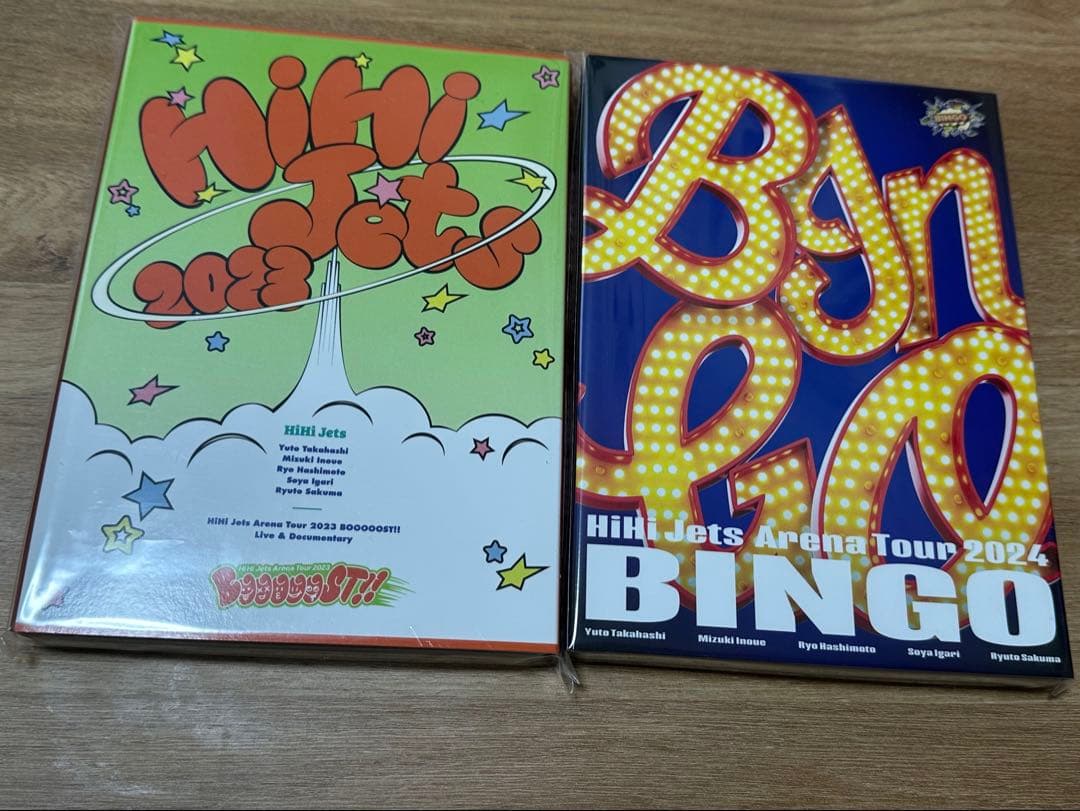 HiHi
Jets
2023
HiHi Jets
Yuto Takahashi
Mizuki Inoue
Ryo Hashimoto
Soya Igari
Ryuto Sakuma
HiHi Jets Arena Tour 2023 BOOOOOST!!
Live & Documentary
HiHi Jets Arena Tour 2023
BOOOOOST!!
BINGO
Bin
go
HiHi Jets Arena Tour 2024
BINGO
Yuto Takahashi
Mizuki Inoue
Ryo Hashimoto
Soya Igari
Ryuto Sakuma